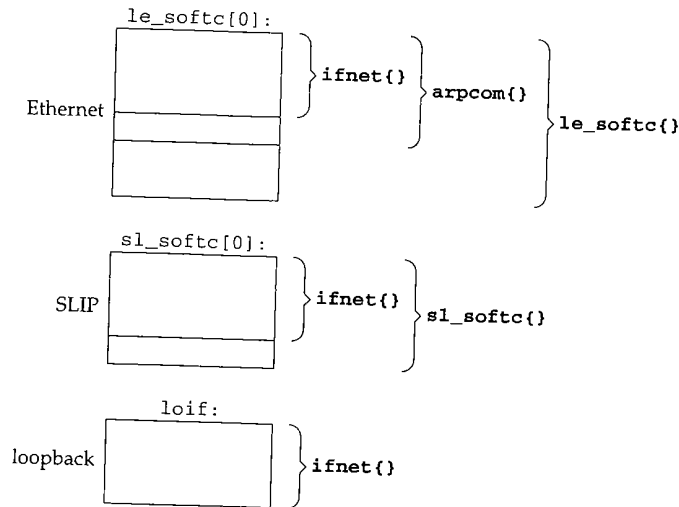 le_softc[0]:
ifnet{}
arpcom{}
Ethernet
le_softc{}
sl_softc[0]:
ifnet{}
SLIP
sl_softc{}
loif:
loopback
ifnet{}